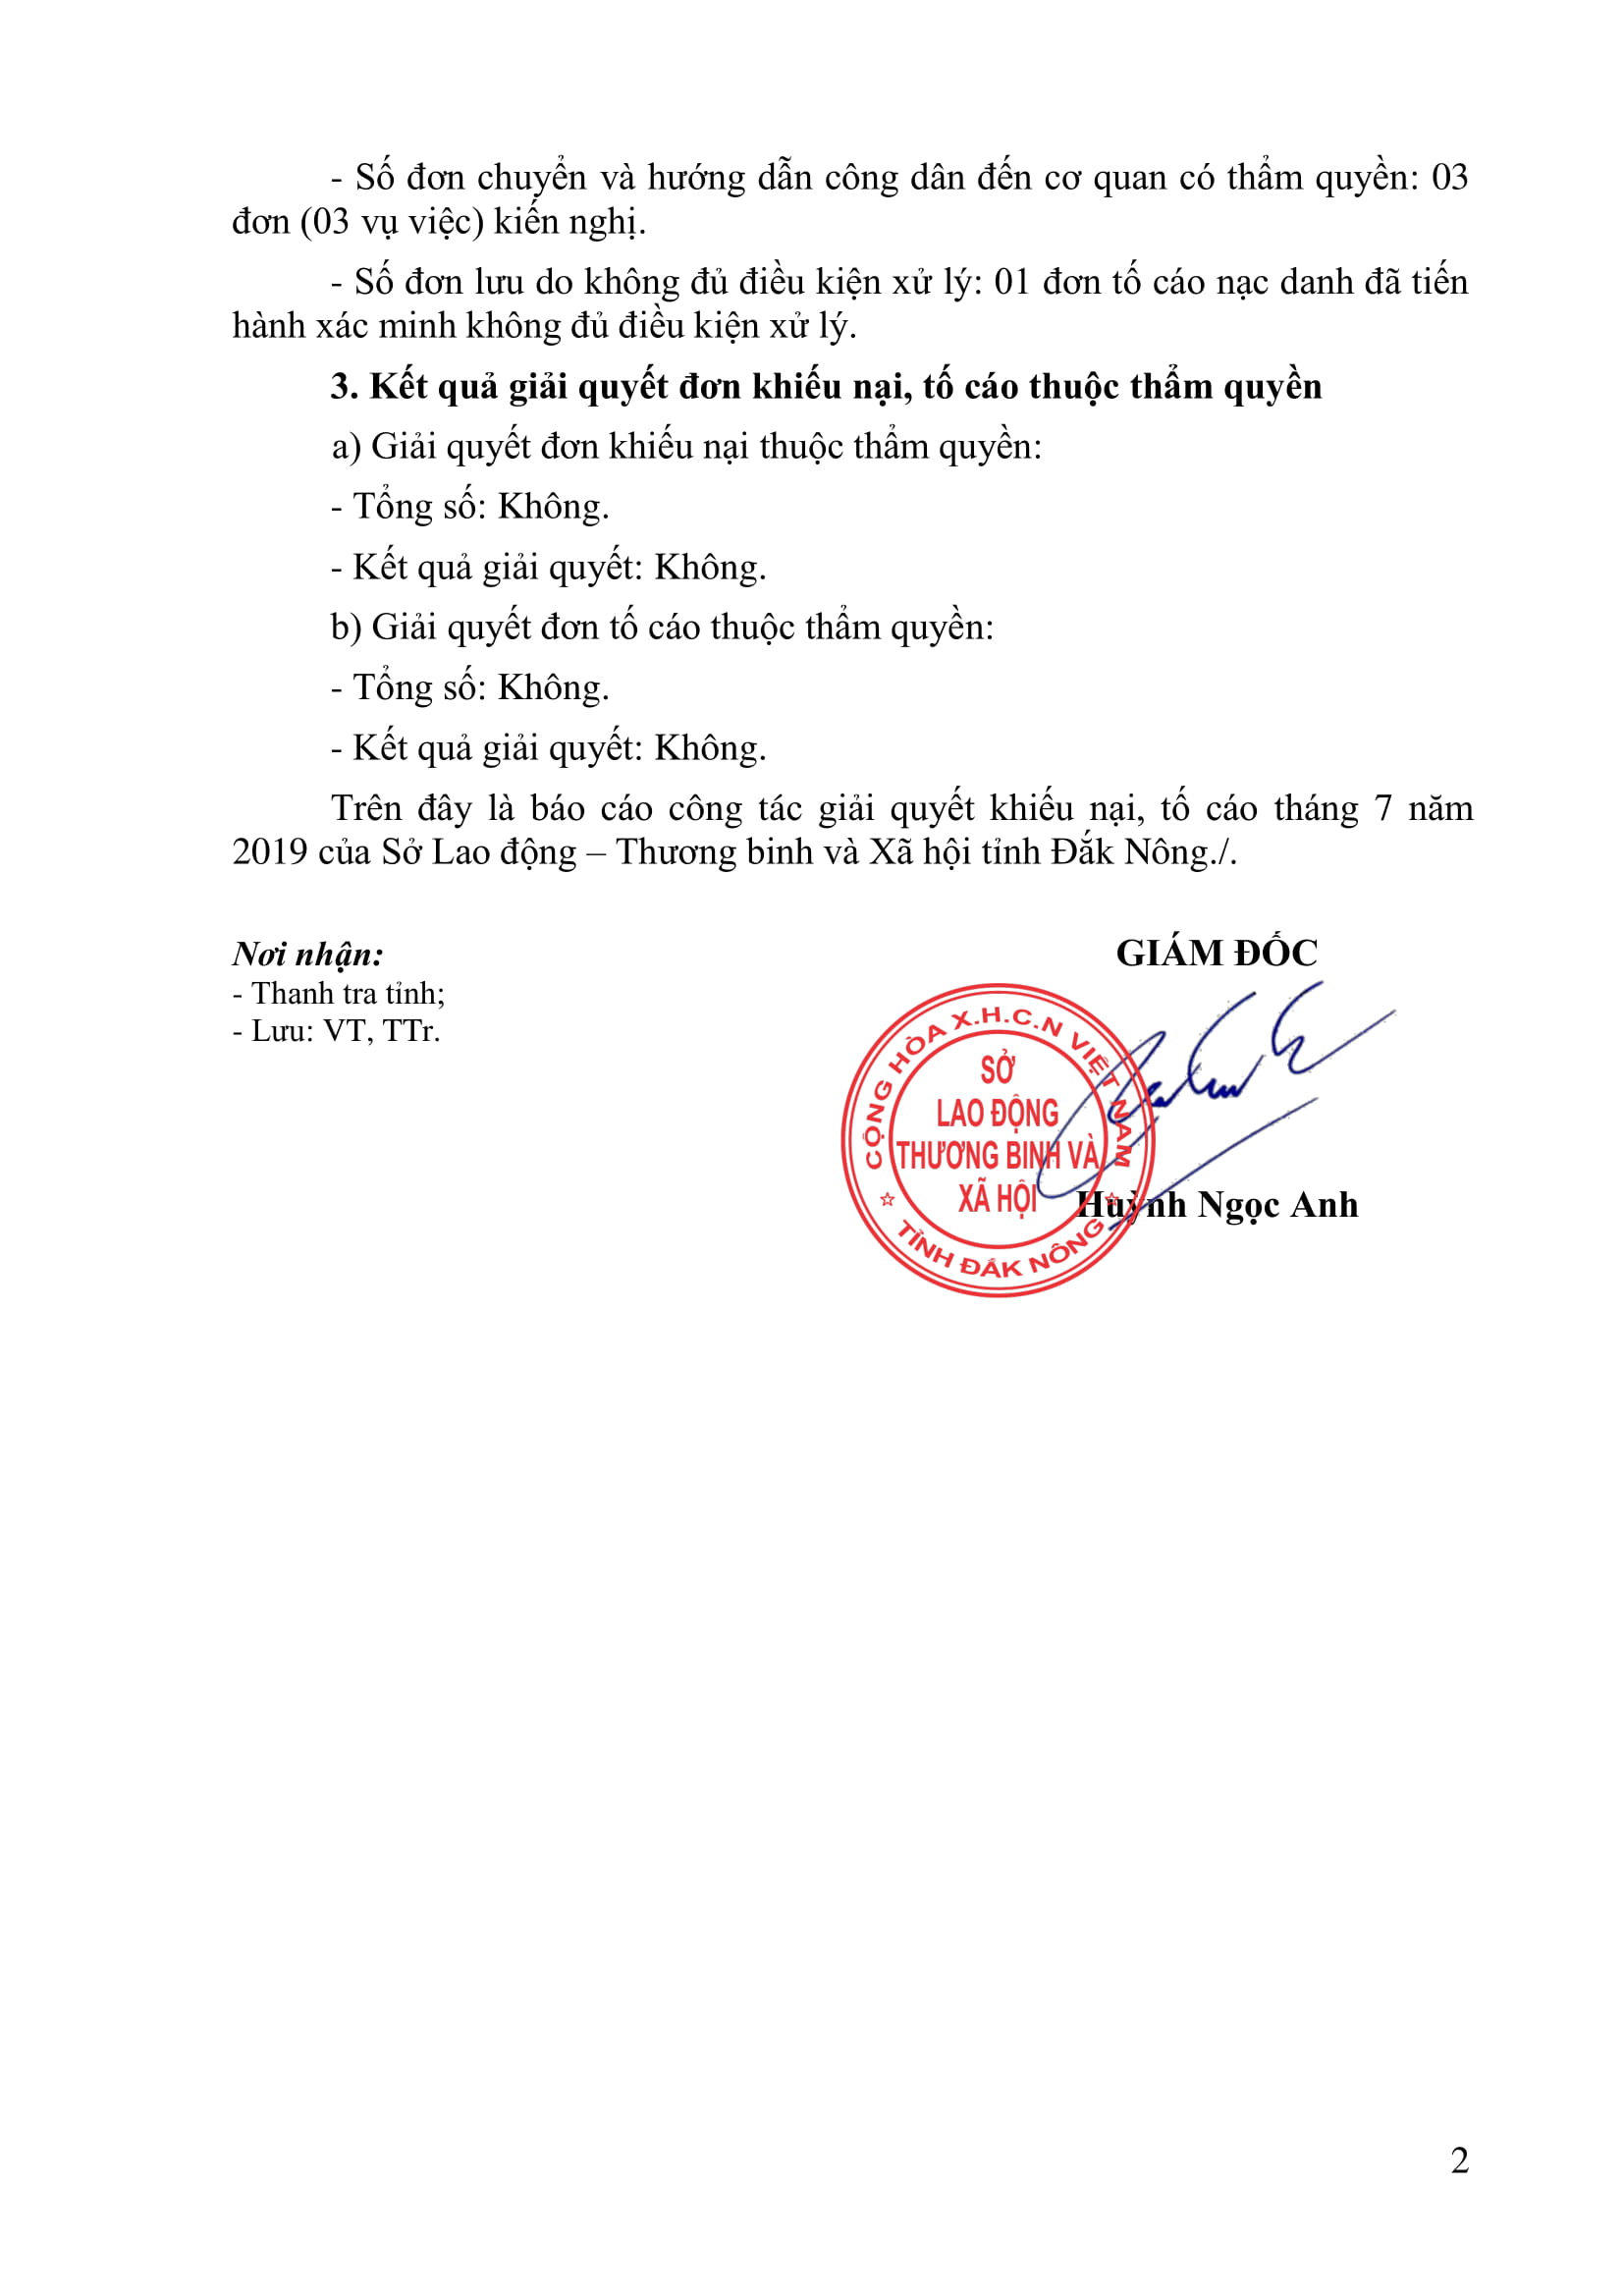 - Số đơn chuyển và hướng dẫn công dân đến cơ quan có thẩm quyền: 03
đơn (03 vụ việc) kiến nghị.
- Số đơn lưu do không đủ điều kiện xử lý: 01 đơn tố cáo nạc danh đã tiến
hành xác minh không đủ điều kiện xử lý.
3. Kết quả giải quyết đơn khiếu nại, tố cáo thuộc thẩm quyền
a) Giải quyết đơn khiếu nại thuộc thẩm quyền:
- Tổng số: Không.
- Kết quả giải quyết: Không.
b) Giải quyết đơn tố cáo thuộc thẩm quyền:
- Tổng số: Không.
- Kết quả giải quyết: Không.
Trên đây là báo cáo công tác giải quyết khiếu nại, tố cáo tháng 7 năm
2019 của Sở Lao động – Thương binh và Xã hội tỉnh Đắk Nông./.
Nơi nhận:
- Thanh tra tỉnh;
- Lưu: VT, TTr.
GIÁM ĐỐC
CỘNG HÒA X.H.C.N VIỆT NAM
SỞ
LAO ĐỘNG
THƯƠNG BINH VÀ
XÃ HỘI
TỈNH ĐẮK NÔNG
Huỳnh Ngọc Anh
2